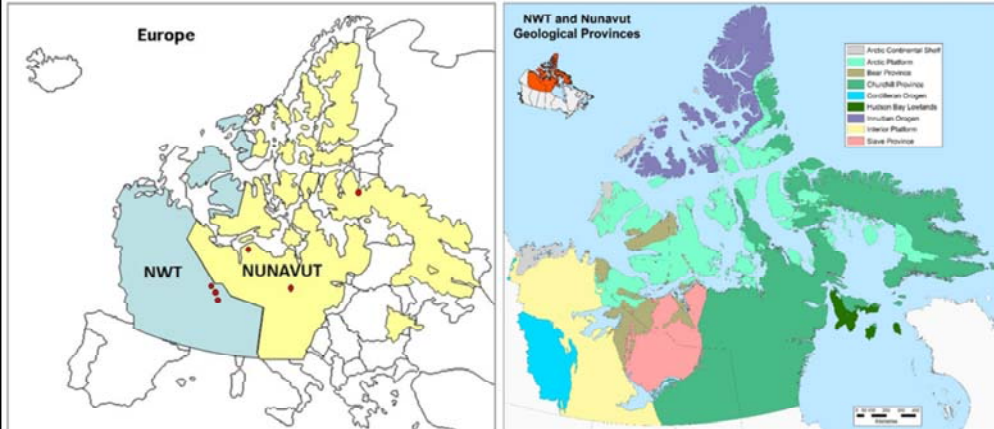 Europe
NWT
NUNAVUT
NWT and Nunavut
Geological Provinces
Arctic Continental Shelf
Arctic Platform
Bear Province
Churchill Province
Cordilleran Orogen
Hudson Bay Lowlands
Innuitian Orogen
Interior Platform
Slave Province
Kilometres